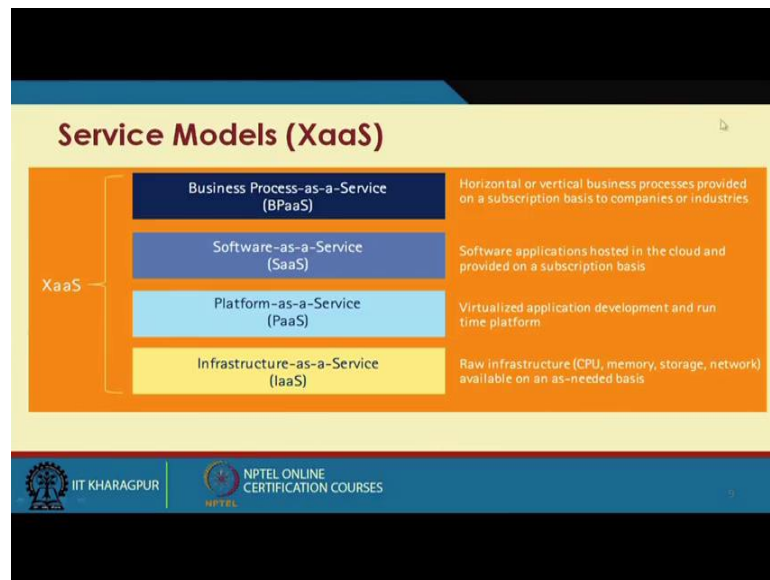 Service Models (XaaS)
XaaS
Business Process-as-a-Service
(BPaaS)
Horizontal or vertical business processes provided
on a subscription basis to companies or industries
Software-as-a-Service
(SaaS)
Software applications hosted in the cloud and
provided on a subscription basis
Platform-as-a-Service
(PaaS)
Virtualized application development and run
time platform
Infrastructure-as-a-Service
(IaaS)
Raw infrastructure (CPU, memory, storage, network)
available on an as-needed basis
IIT KHARAGPUR
NPTEL
NPTEL ONLINE
CERTIFICATION COURSES
9